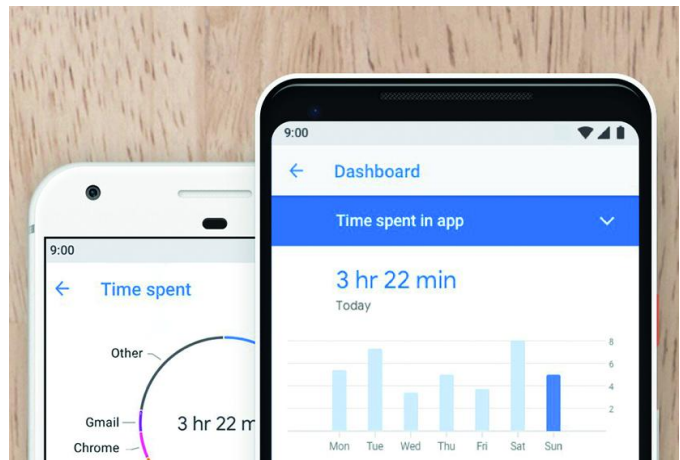 9:00
Time spent
Other
Gmail
Chrome
3 hr 22 m
9:00
Dashboard
Time spent in app
3 hr 22 min
Today
8
6
4
2
Mon Tue Wed Thu Fri Sat Sun